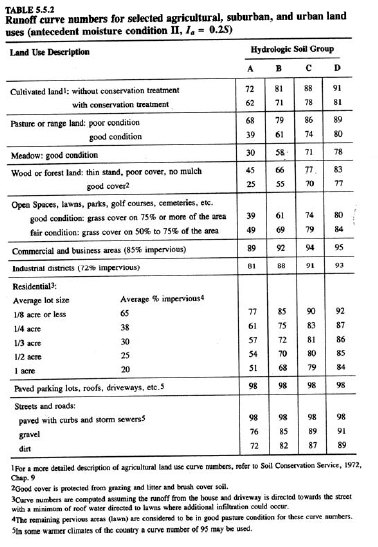 TABLE 5.5.2
Runoff curve numbers for selected agricultural, suburban, and urban land
uses (antecedent moisture condition II, Ia = 0.2S)
Hydrologic Soil Group
Land Use Description
A B C D
Cultivated land1: without conservation treatment 72 81 88 91
with conservation treatment 62 71 78 81
Pasture or range land: poor condition 68 79 86 89
good condition 39 61 74 80
Meadow: good condition 30 58 71 78
Wood or forest land: thin stand, poor cover, no mulch 45 66 77 83
good cover2 25 55 70 77
Open Spaces, lawns, parks, golf courses, cemeteries, etc.
good condition: grass cover on 75% or more of the area 39 61 74 80
fair condition: grass cover on 50% to 75% of the area 49 69 79 84
Commercial and business areas (85% impervious) 89 92 94 95
Industrial districts (72% impervious) 81 88 91 93
Residential3:
Average lot size Average % impervious4
1/8 acre or less 65 77 85 90 92
1/4 acre 38 61 75 83 87
1/3 acre 30 57 72 81 86
1/2 acre 25 54 70 80 85
1 acre 20 51 68 79 84
Paved parking lots, roofs, driveways, etc.5 98 98 98 98
Streets and roads:
paved with curbs and storm sewers5 98 98 98 98
gravel 76 85 89 91
dirt 72 82 87 89
1For a more detailed description of agricultural land use curve numbers, refer to Soil Conservation Service, 1972,
Chap. 9
2Good cover is protected from grazing and litter and brush cover soil.
3Curve numbers are computed assuming the runoff from the house and driveway is directed towards the street
with a minimum of roof water directed to lawns where additional infiltration could occur.
4The remaining pervious areas (lawn) are considered to be in good pasture condition for these curve numbers.
5In some warmer climates of the country a curve number of 95 may be used.